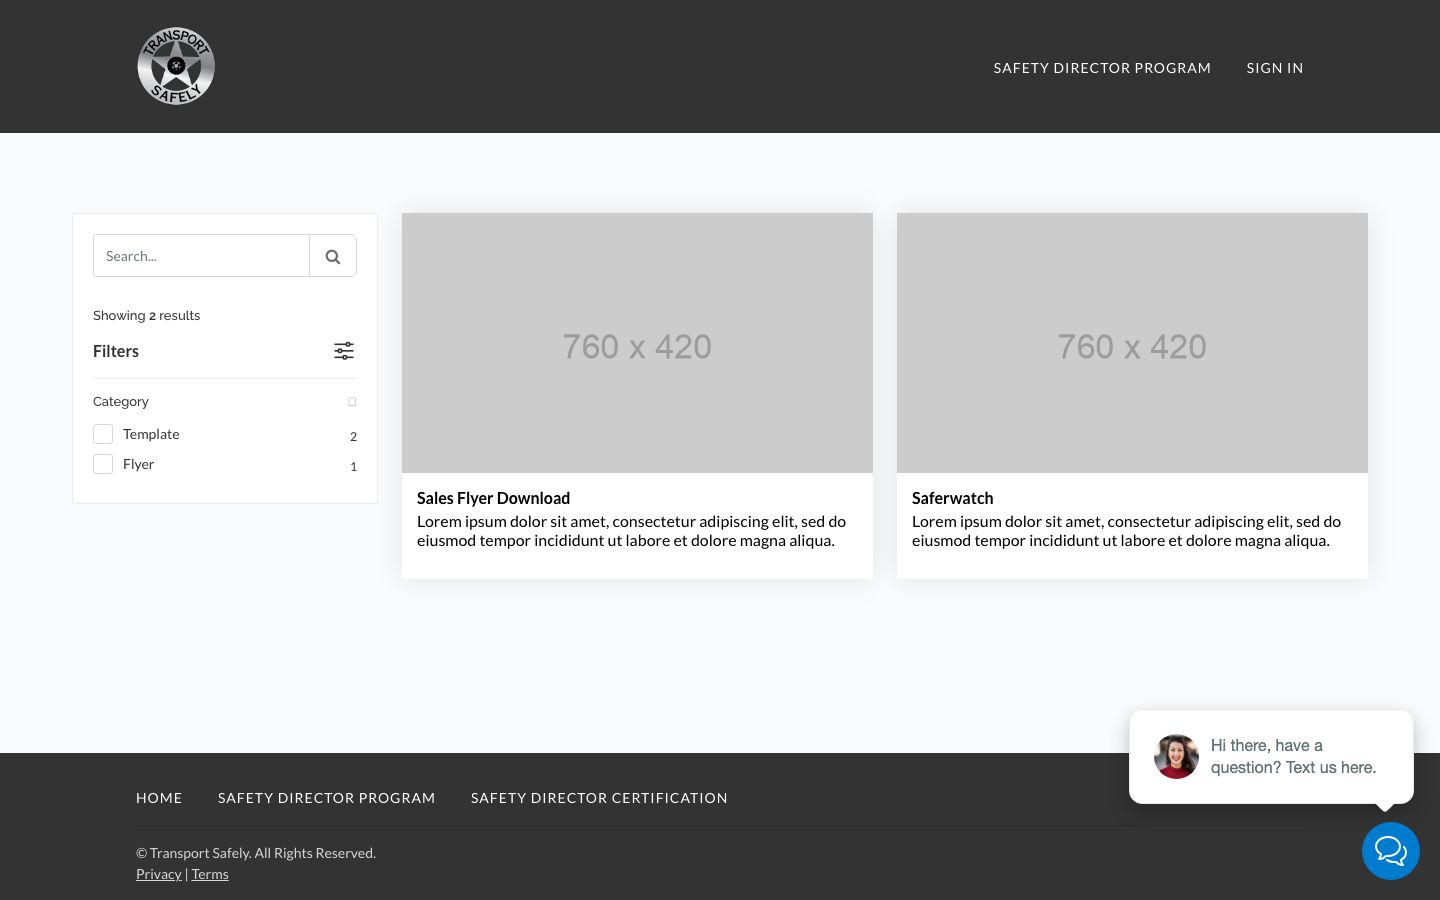 TRANSPORT
SAFELY
SAFETY DIRECTOR PROGRAM
SIGN IN
Search...
Showing 2 results
Filters
Category
Template
2
Flyer
1
760 x 420
Sales Flyer Download
Lorem ipsum dolor sit amet, consectetur adipiscing elit, sed do
eiusmod tempor incididunt ut labore et dolore magna aliqua.
760 x 420
Saferwatch
Lorem ipsum dolor sit amet, consectetur adipiscing elit, sed do
eiusmod tempor incididunt ut labore et dolore magna aliqua.
Hi there, have a
question? Text us here.
HOME
SAFETY DIRECTOR PROGRAM
SAFETY DIRECTOR CERTIFICATION
© Transport Safely. All Rights Reserved.
Privacy | Terms